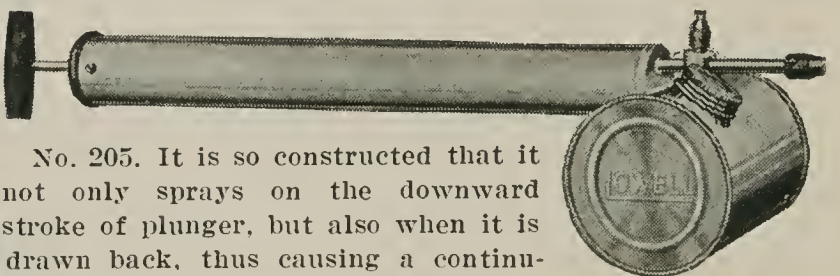 LOWELL
No. 205. It is so constructed that it
not only sprays on the downward
stroke of plunger, but also when it is
drawn back, thus causing a continu-